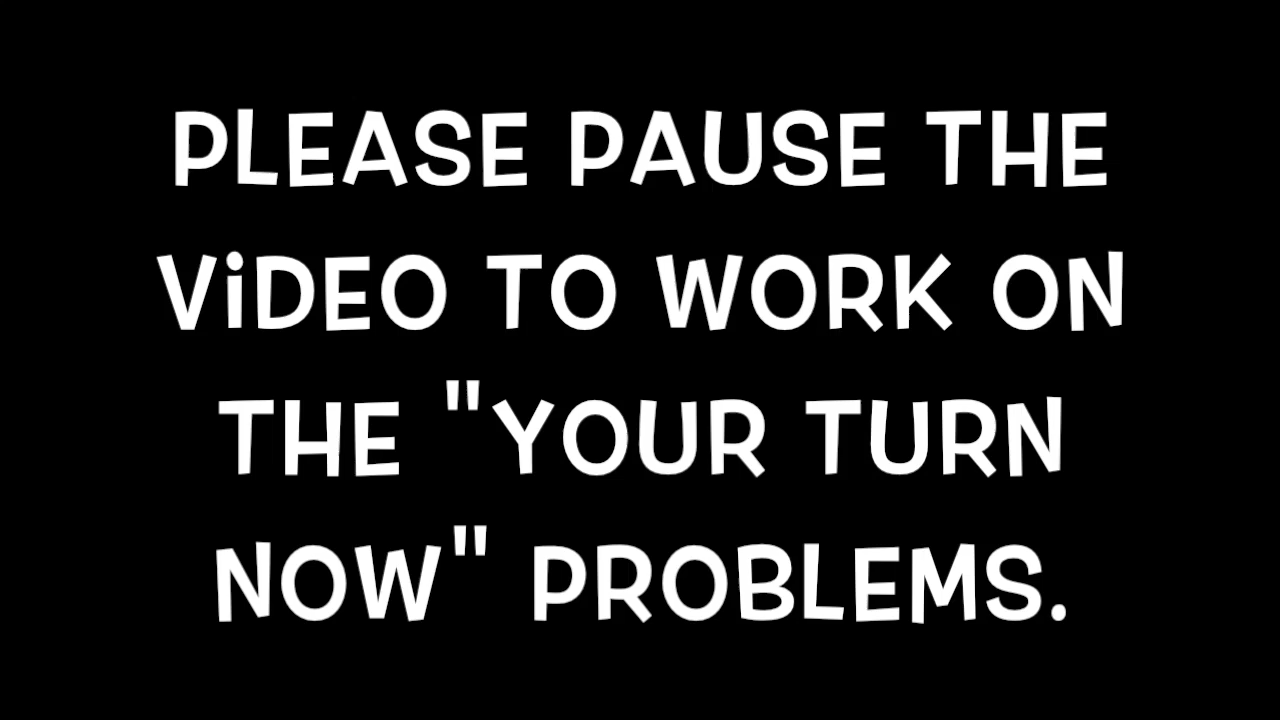 PLEASE PAUSE THE
ViDEO TO WORK ON
THE "YOUR TURN
NOW" PROBLEMS.